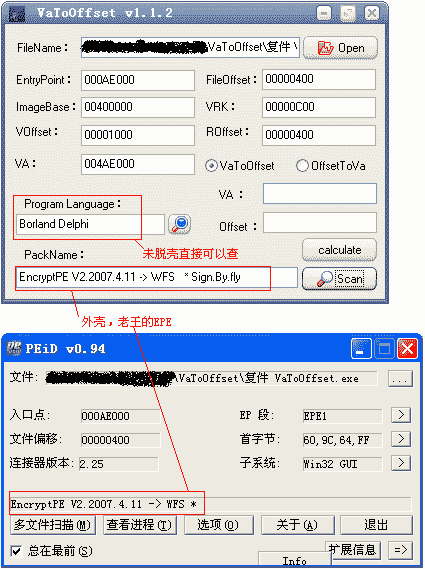 VaToOffset v1.1.2
FileName： VaToOffset\复件 \ Open
EntryPoint： 000AE000 FileOffset： 00000400
ImageBase： 00400000 VRK： 00000C00
VOffset： 00001000 ROffset： 00000400
VA： 004AE000 VaToOffset OffsetToVa
VA ：
Program Language：
Borland Delphi Offset ：
未脱壳直接可以查 calculate
PackName：
EncryptPE V2.2007.4.11 -> WFS * Sign.By.fly Scan
外壳，老王的EPE
PEiD v0.94
文件: \VaToOffset\复件 VaToOffset.exe ...
入口点: 000AE000 EP 段: EPE1 >
文件偏移: 00000400 首字节: 60,9C,64,FF >
连接器版本: 2.25 子系统: Win32 GUI >
EncryptPE V2.2007.4.11 -> WFS *
多文件扫描(M) 查看进程(T) 选项(O) 关于(A) 退出
总在最前(S) 扩展信息 =>
Info